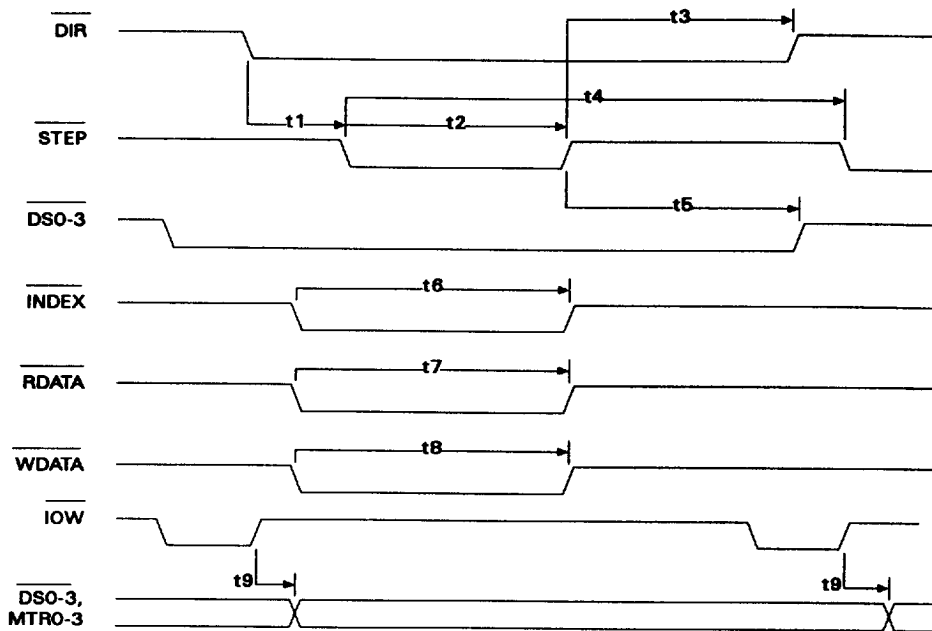 t3
DIR
t4
t1
t2
STEP
t5
DS0-3
t6
INDEX
t7
RDATA
t8
WDATA
IOW
t9
t9
DS0-3,
MTR0-3